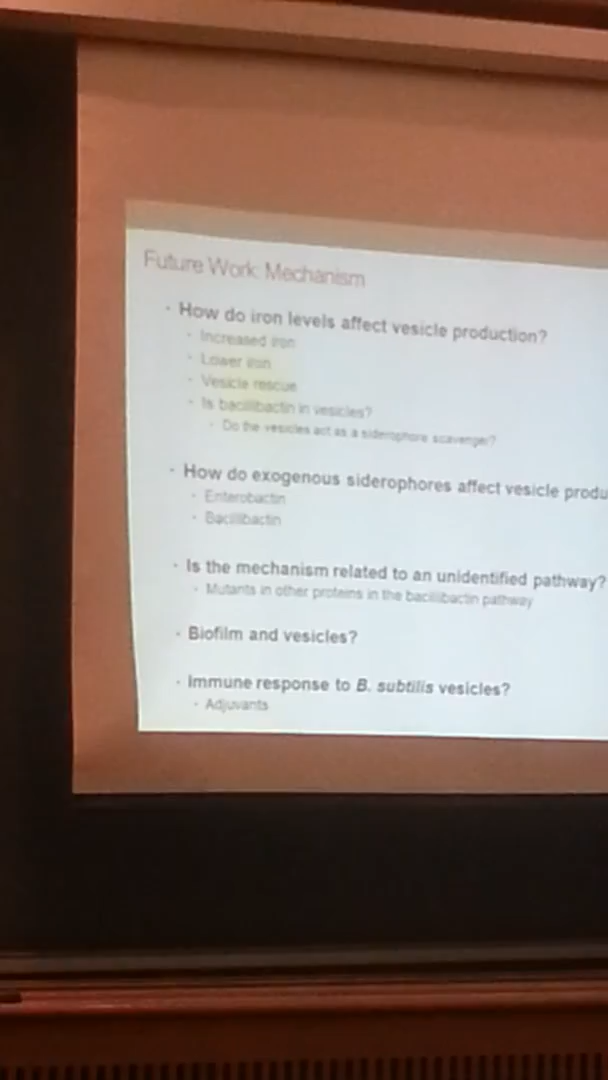 Future Work: Mechanism
· How do iron levels affect vesicle production?
· Increased iron
· Lower iron
· Vesicle rescue
· Is bacillibactin in vesicles?
· Do the vesicles act as a siderophore scavenger?
· How do exogenous siderophores affect vesicle produ
· Enterobactin
· Bacillibactin
· Is the mechanism related to an unidentified pathway?
· Mutants in other proteins in the bacillibactin pathway
· Biofilm and vesicles?
· Immune response to B. subtilis vesicles?
· Adjuvants